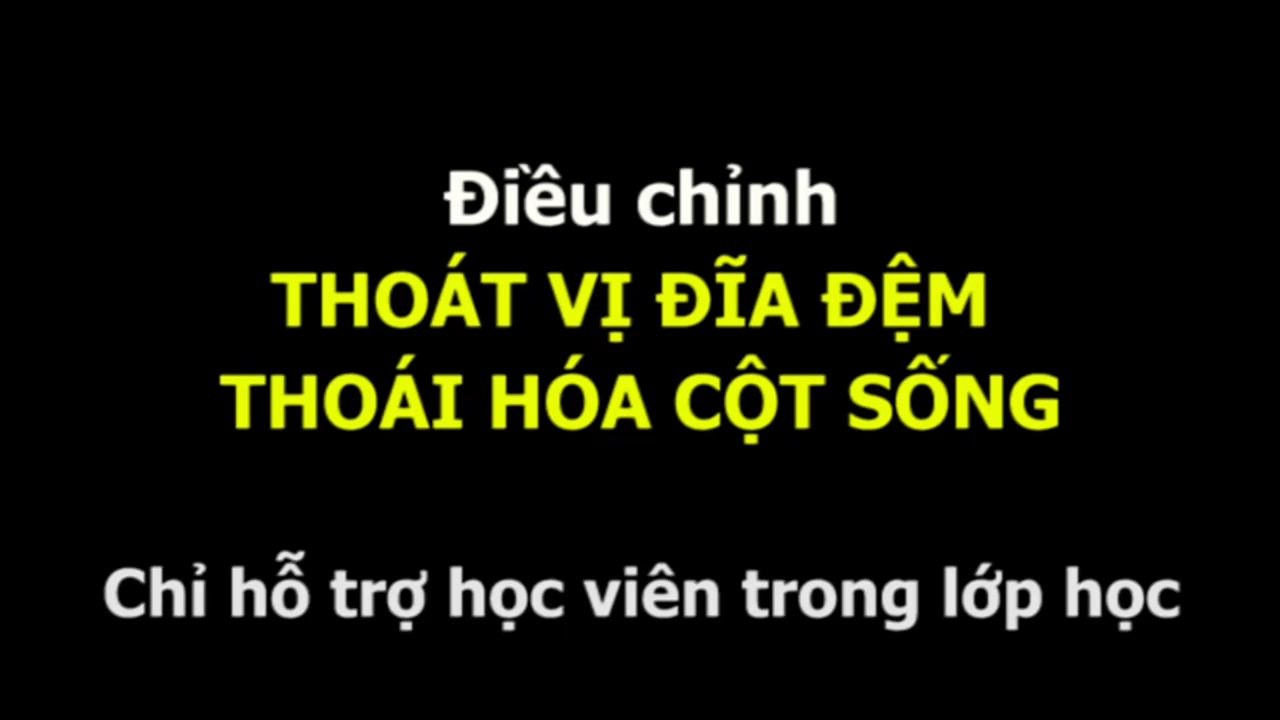 Điều chỉnh
THOÁT VỊ ĐĨA ĐỆM
THOÁI HÓA CỘT SỐNG
Chỉ hỗ trợ học viên trong lớp học